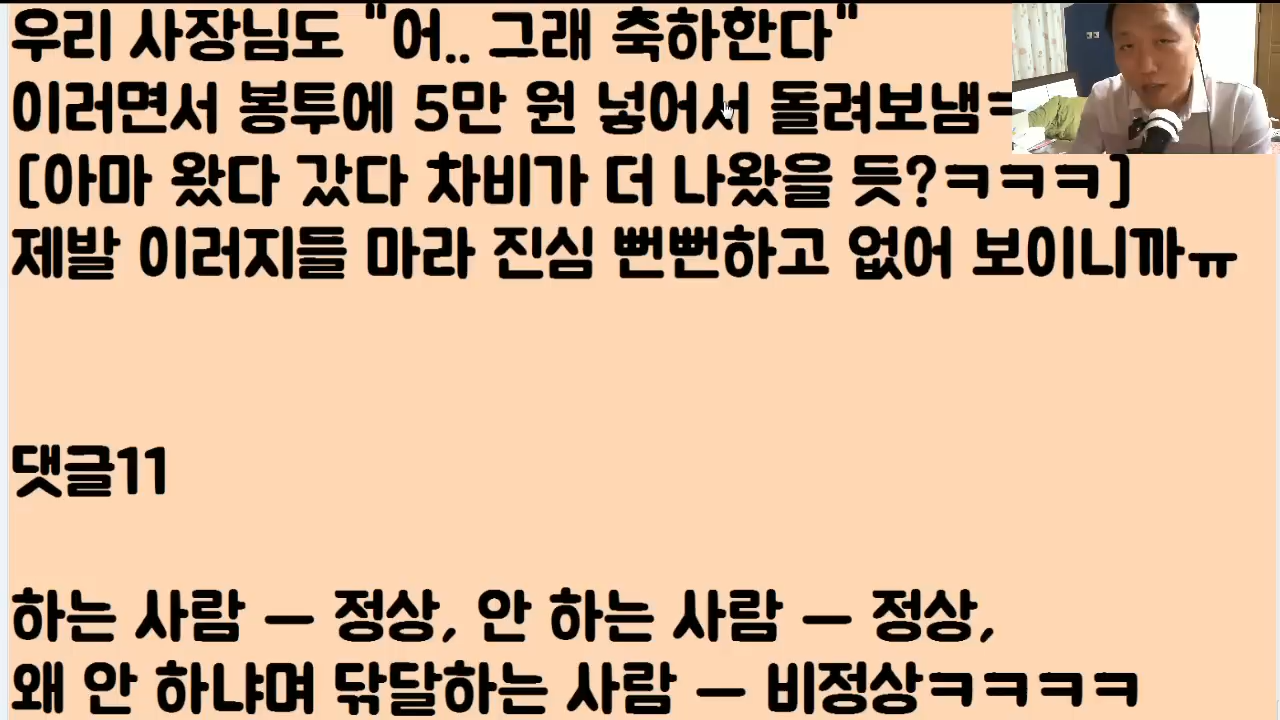 우리 사장님도 "어.. 그래 축하한다"
이러면서 봉투에 5만 원 넣어서 돌려보냄ㅋ
[아마 왔다 갔다 차비가 더 나왔을 듯?ㅋㅋㅋ]
제발 이러지들 마라 진심 뻔뻔하고 없어 보이니까ㅠ
댓글11
하는 사람 – 정상, 안 하는 사람 – 정상,
왜 안 하냐며 닦달하는 사람 – 비정상ㅋㅋㅋㅋ